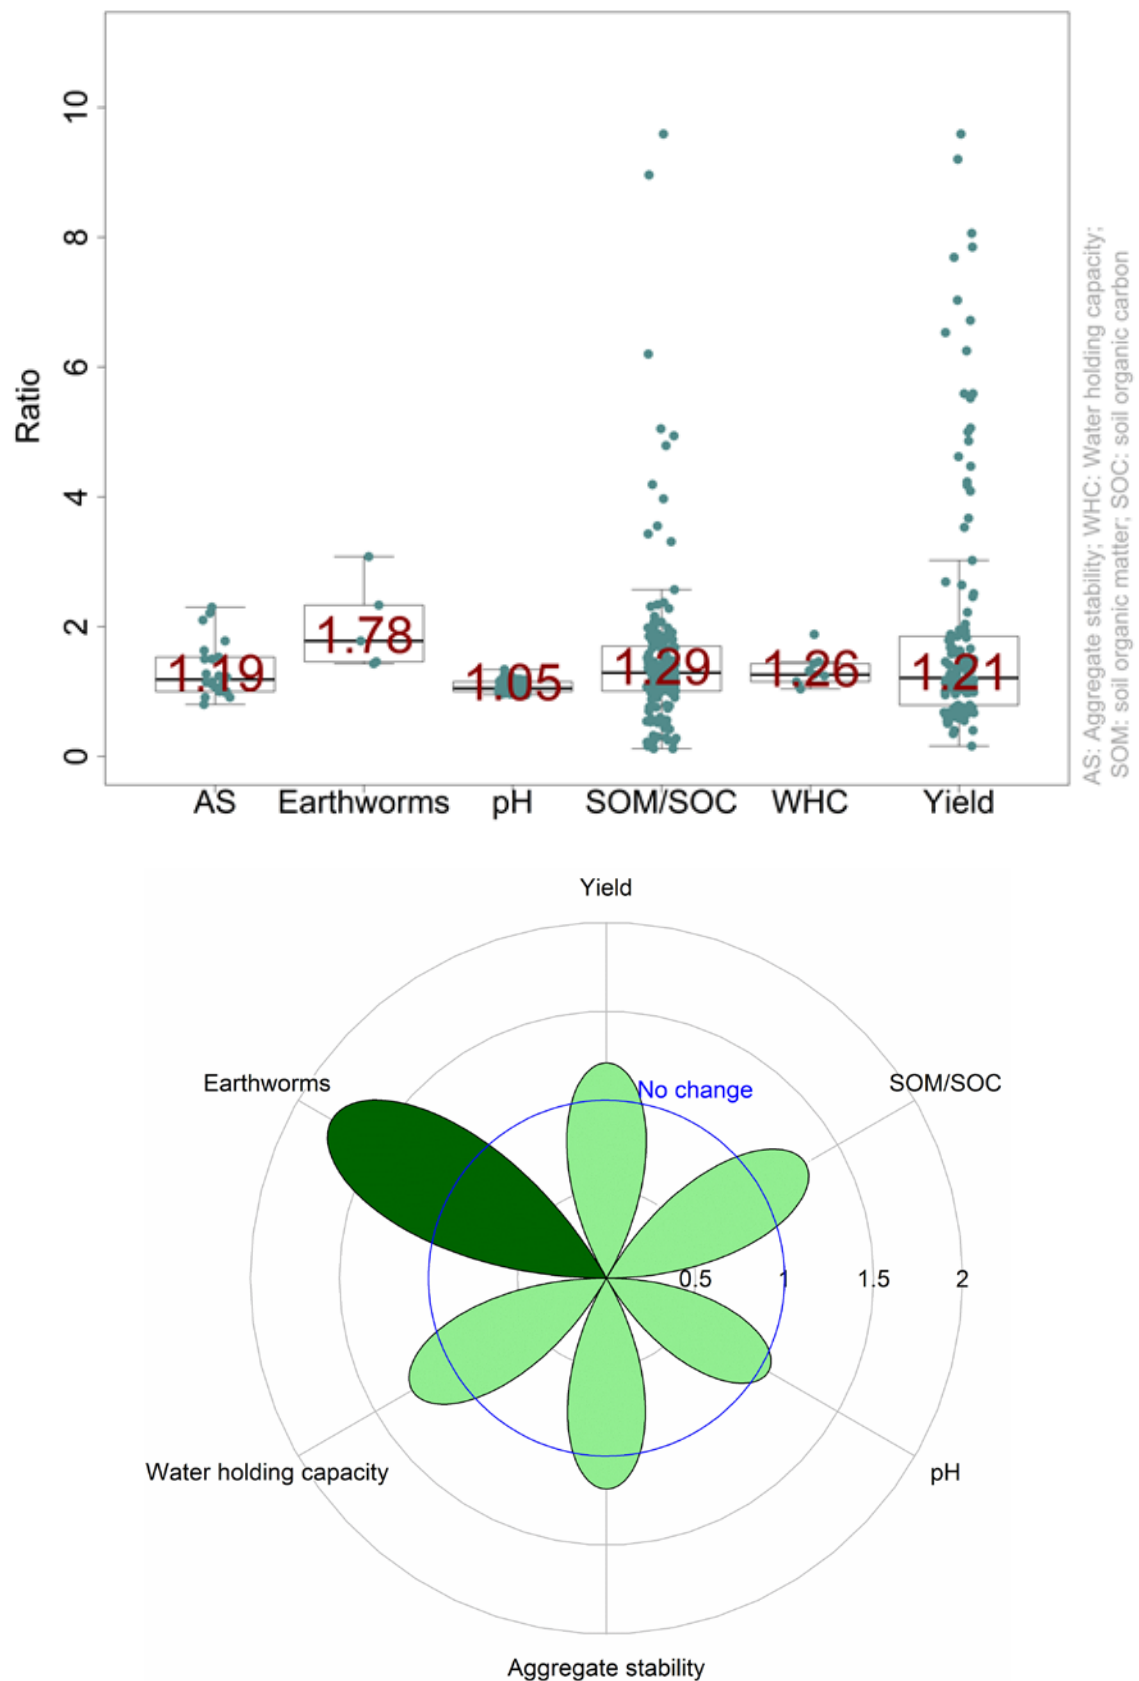 10
8
6
4
2
0
Ratio
1.19
1.78
1.05
1.29
1.26
1.21
AS
Earthworms
pH
SOM/SOC
WHC
Yield
AS: Aggregate stability; WHC: Water holding capacity;
SOM: soil organic matter; SOC: soil organic carbon
Yield
Earthworms
No change
SOM/SOC
0.5
1
1.5
2
Water holding capacity
pH
Aggregate stability